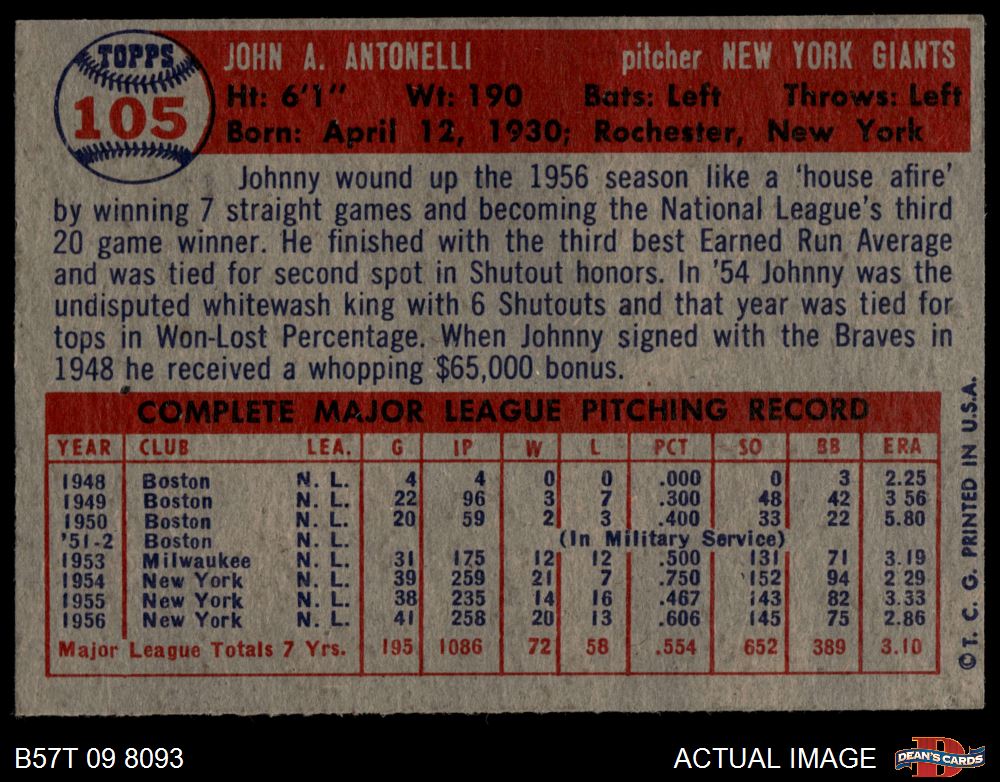 TOPPS
105
JOHN A. ANTONELLI pitcher NEW YORK GIANTS
Ht: 6'1" Wt: 190 Bats: Left Throws: Left
Born: April 12, 1930; Rochester, New York
Johnny wound up the 1956 season like a 'house afire'
by winning 7 straight games and becoming the National League's third
20 game winner. He finished with the third best Earned Run Average
and was tied for second spot in Shutout honors. In '54 Johnny was the
undisputed whitewash king with 6 Shutouts and that year was tied for
tops in Won-Lost Percentage. When Johnny signed with the Braves in
1948 he received a whopping $65,000 bonus.
COMPLETE MAJOR LEAGUE PITCHING RECORD
YEAR CLUB LEA. G IP W L PCT SO BB ERA
1948 Boston N. L. 4 4 0 0 .000 0 3 2.25
1949 Boston N. L. 22 96 3 7 .300 48 42 3 56
1950 Boston N. L. 20 59 2 3 .400 33 22 5.80
'51-2 Boston N. L. (In Military Service)
1953 Milwaukee N. L. 31 175 12 12 .500 131 71 3.19
1954 New York N. L. 39 259 21 7 .750 152 94 2.29
1955 New York N. L. 38 235 14 16 .467 143 82 3.33
1956 New York N. L. 41 258 20 13 .606 145 75 2.86
Major League Totals 7 Yrs. 195 1086 72 58 .554 652 389 3.10
© T. C. G. PRINTED IN U.S.A.
B57T 09 8093 ACTUAL IMAGE DEAN'S CARDS